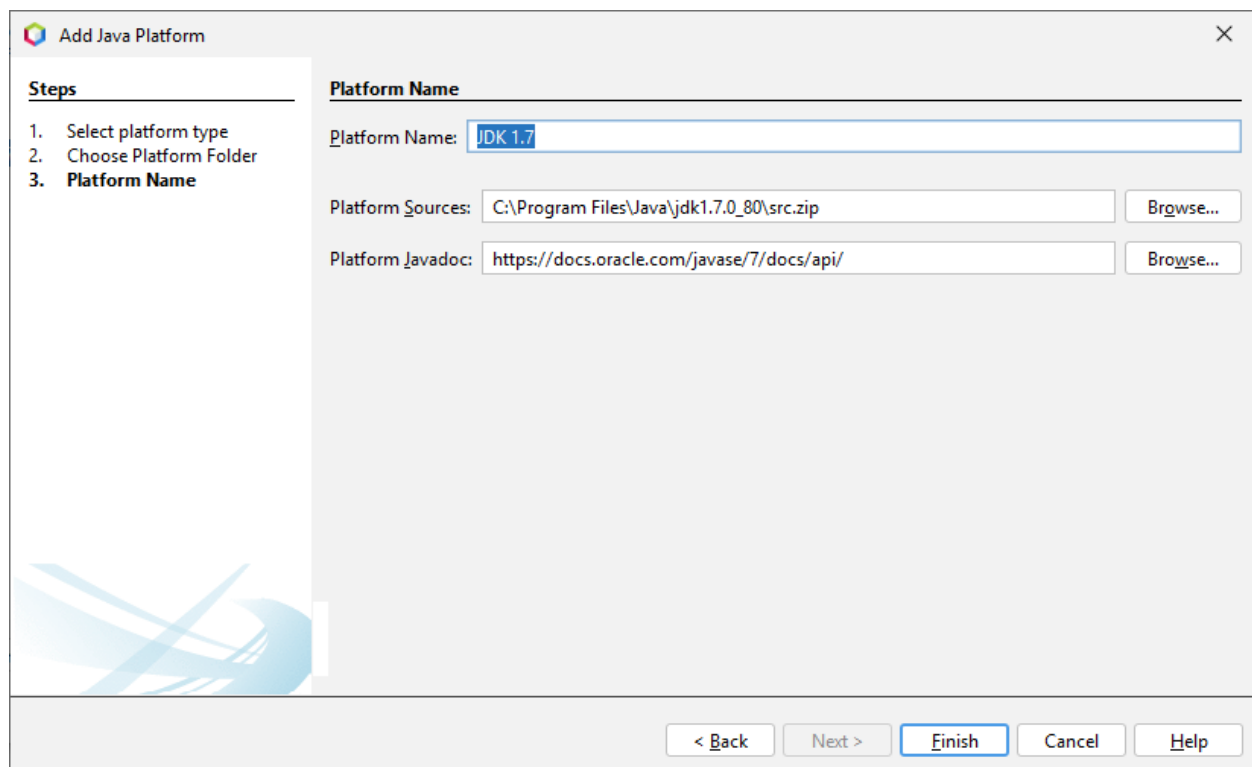 Add Java Platform
Steps
1. Select platform type
2. Choose Platform Folder
3. Platform Name
Platform Name
Platform Name: JDK 1.7
Platform Sources: C:\Program Files\Java\jdk1.7.0_80\src.zip Browse...
Platform Javadoc: https://docs.oracle.com/javase/7/docs/api/ Browse...
< Back Next > Finish Cancel Help